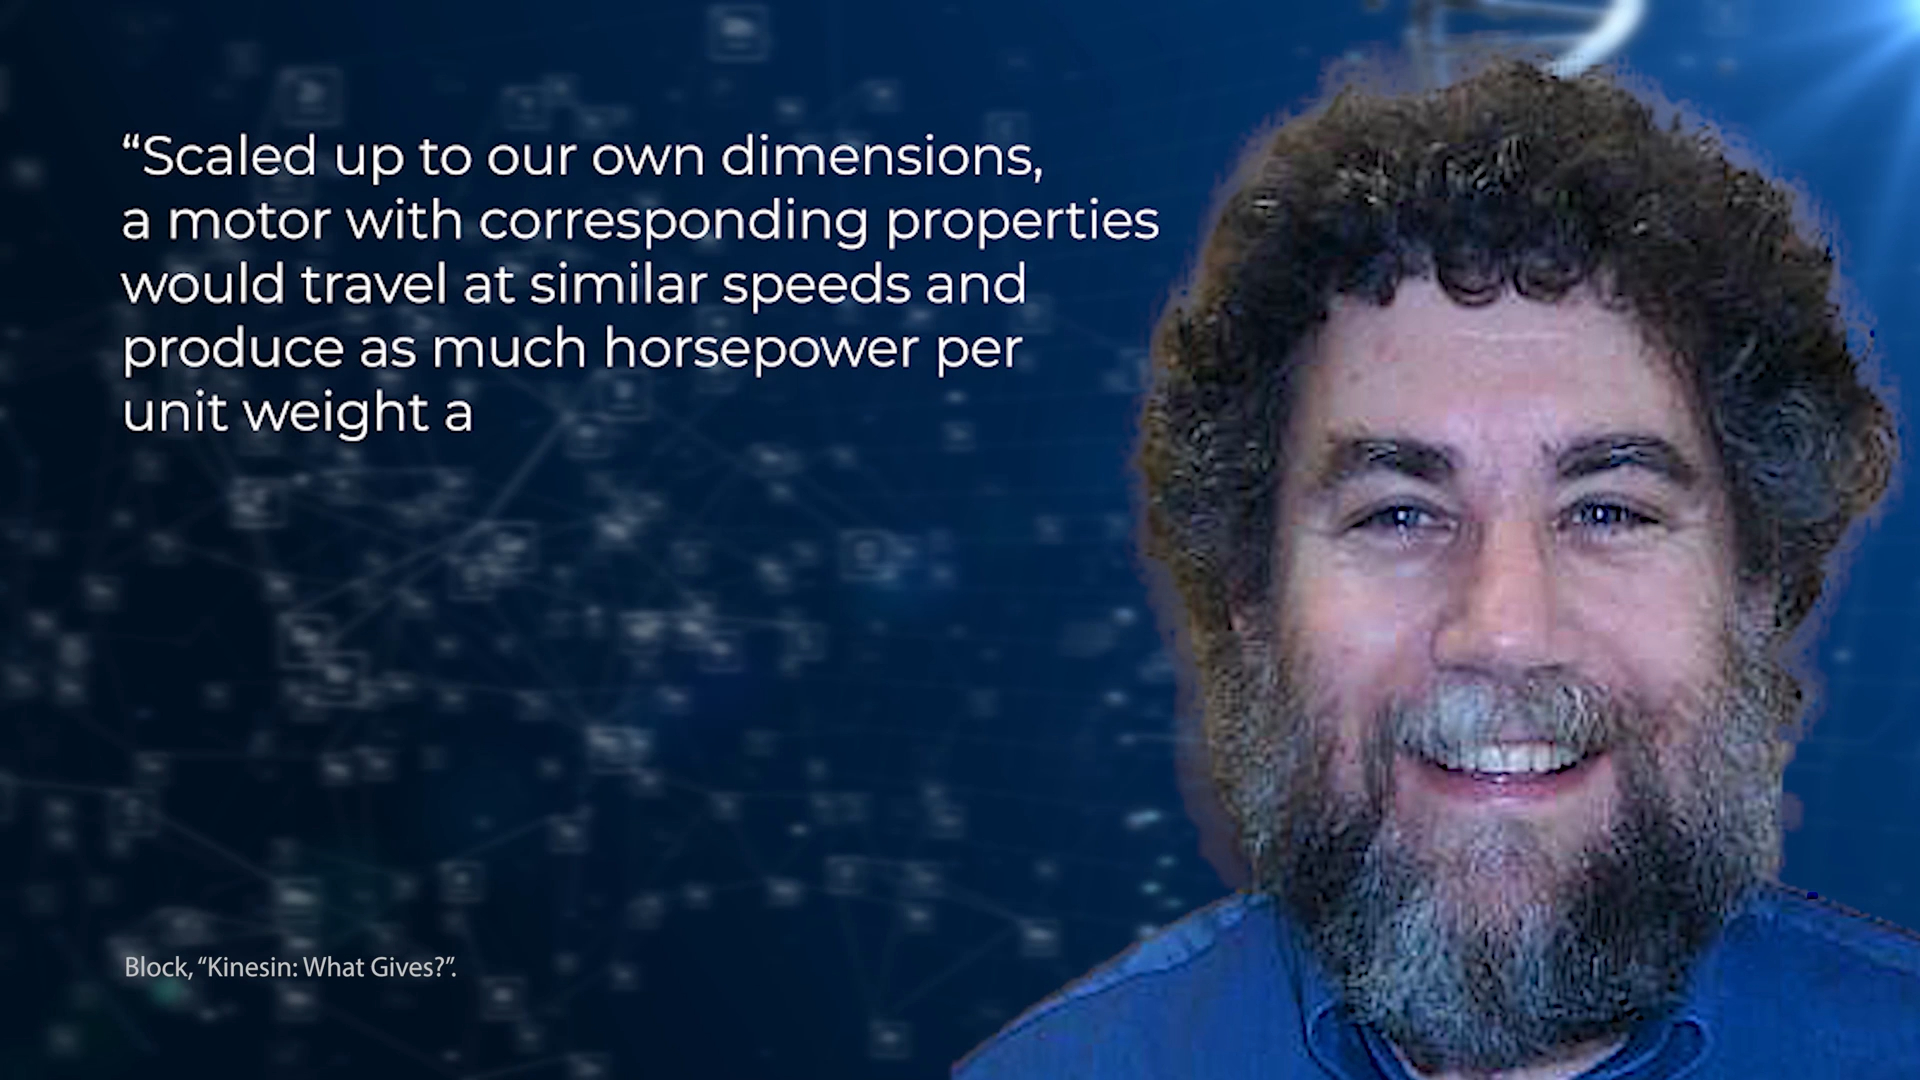 “Scaled up to our own dimensions,
a motor with corresponding properties
would travel at similar speeds and
produce as much horsepower per
unit weight a
Block, “Kinesin: What Gives?”.